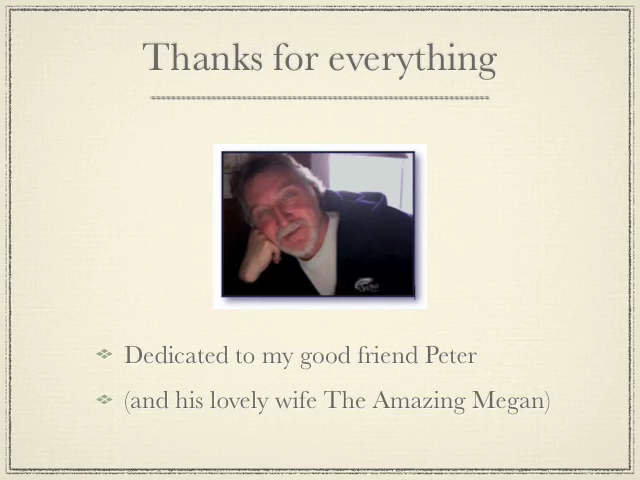 Thanks for everything
Dedicated to my good friend Peter
(and his lovely wife The Amazing Megan)